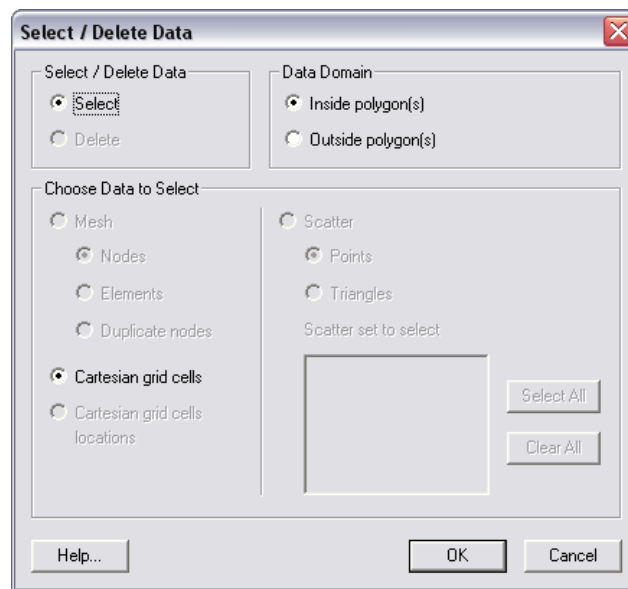 Select / Delete Data
Select / Delete Data
Select
Delete
Data Domain
Inside polygon(s)
Outside polygon(s)
Choose Data to Select
Mesh
Nodes
Elements
Duplicate nodes
Cartesian grid cells
Cartesian grid cells
locations
Scatter
Points
Triangles
Scatter set to select
Select All
Clear All
Help...
OK
Cancel